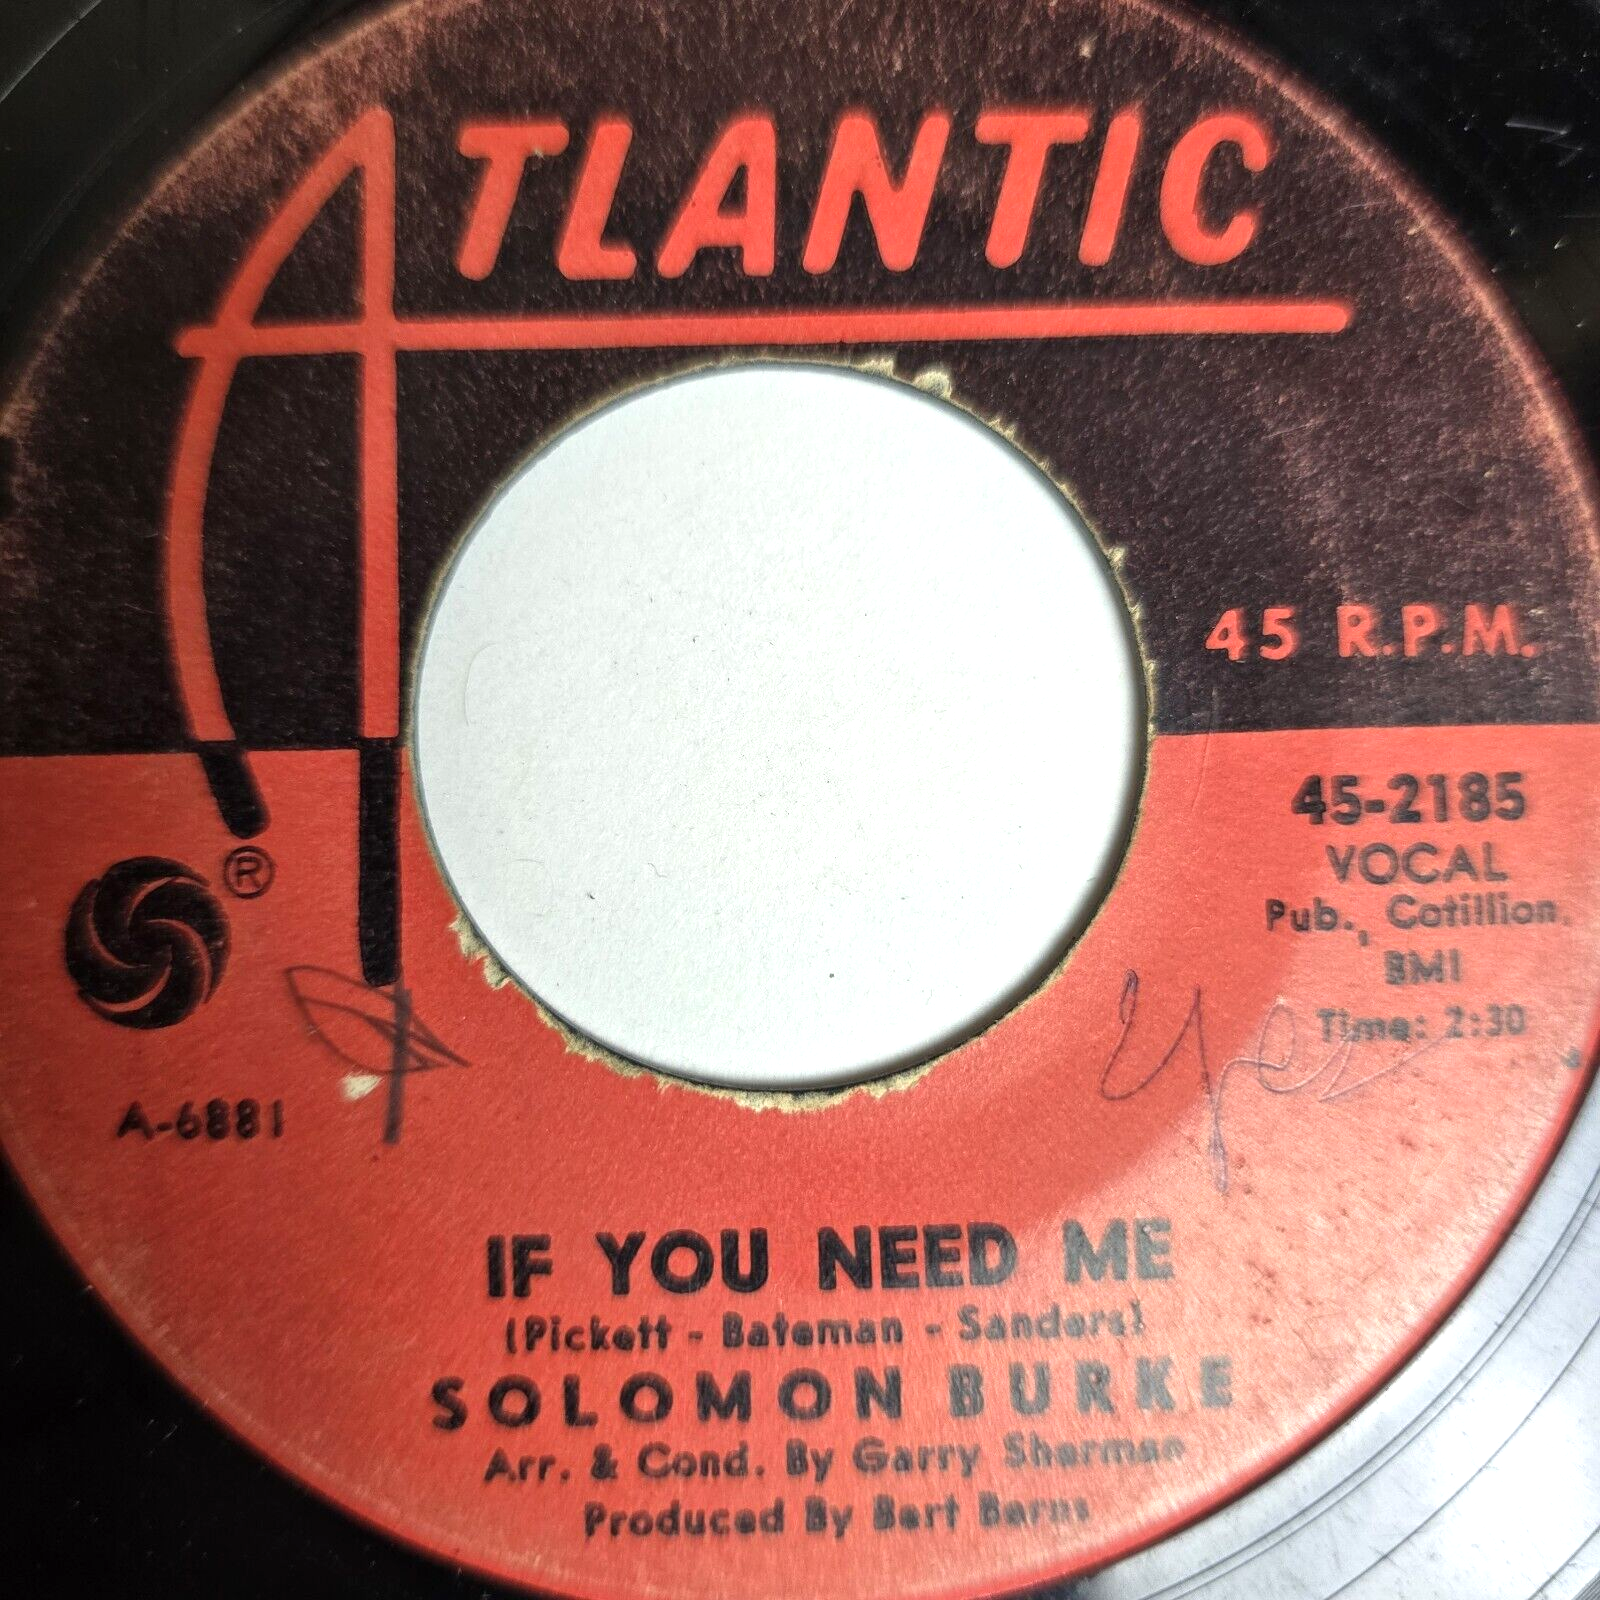 ATLANTIC
45 R.P.M.
45-2185
VOCAL
Pub., Cotillion,
BMI
Time: 2:30
®
A-6881
Yes
IF YOU NEED ME
(Pickett - Bateman - Sanders)
SOLOMON BURKE
Arr. & Cond. By Garry Sherman
Produced By Bert Berns